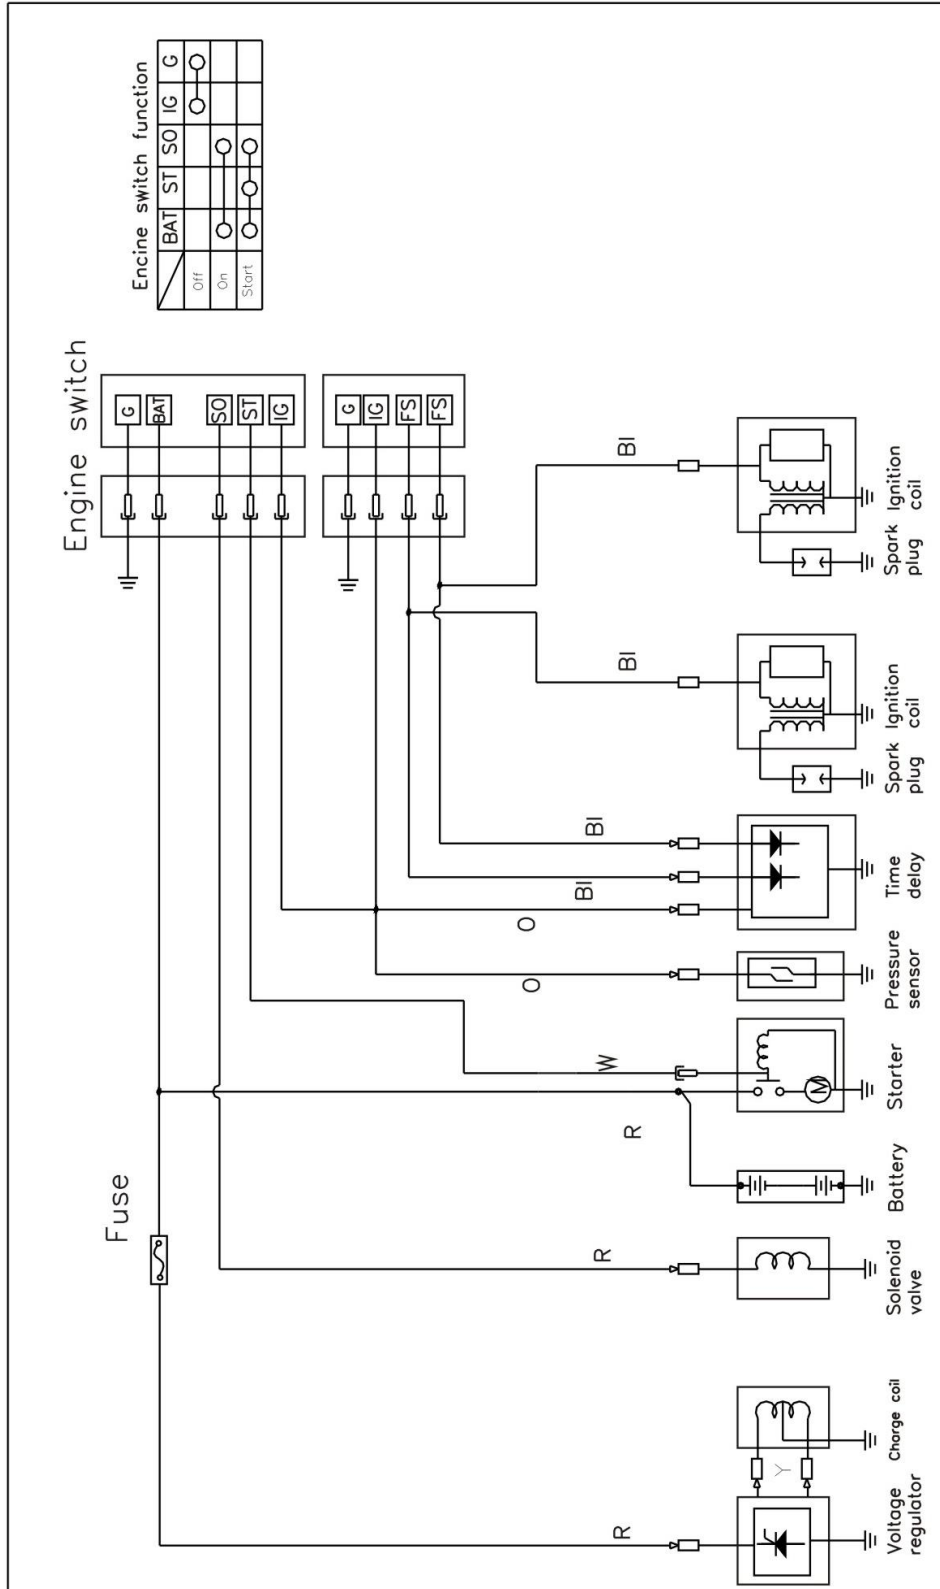 Encine switch function
BAT ST SO IG G
Off
On
Start
Engine switch
G
BAT
SO
ST
IG
G
IG
FS
FS
Fuse
R
R
R
W
O
O
BI
BI
BI
BI
Y
Voltage
regulator
Charge coil
Solenoid
valve
Battery
M
Starter
Pressure
sensor
Time
delay
Spark
plug
Ignition
coil
Spark
plug
Ignition
coil